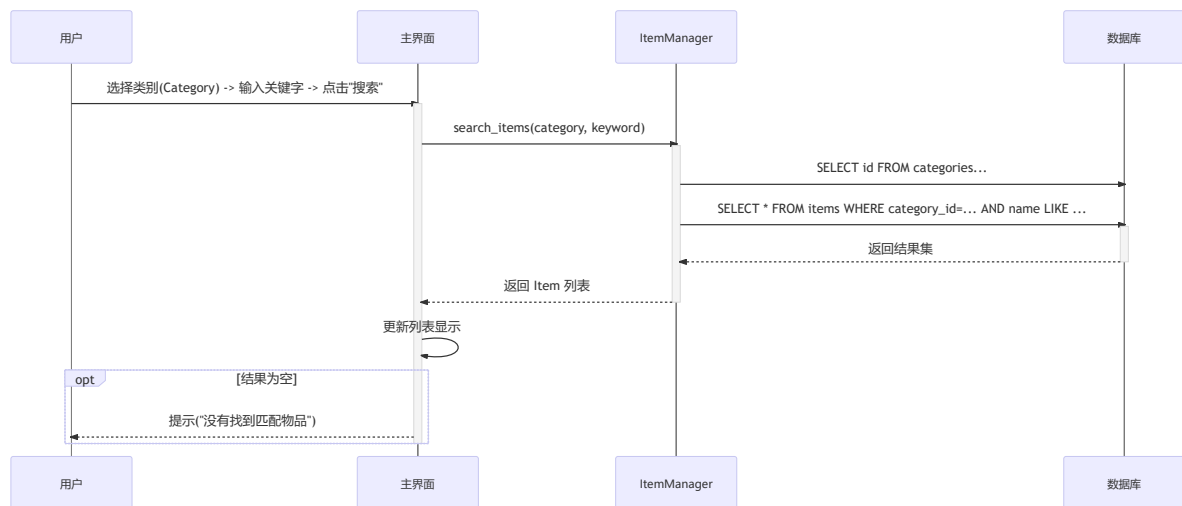 用户
主界面
ItemManager
数据库
选择类别(Category) -> 输入关键字 -> 点击"搜索"
search_items(category, keyword)
SELECT id FROM categories...
SELECT * FROM items WHERE category_id=... AND name LIKE ...
返回结果集
返回 Item 列表
更新列表显示
opt
[结果为空]
提示("没有找到匹配物品")
用户
主界面
ItemManager
数据库